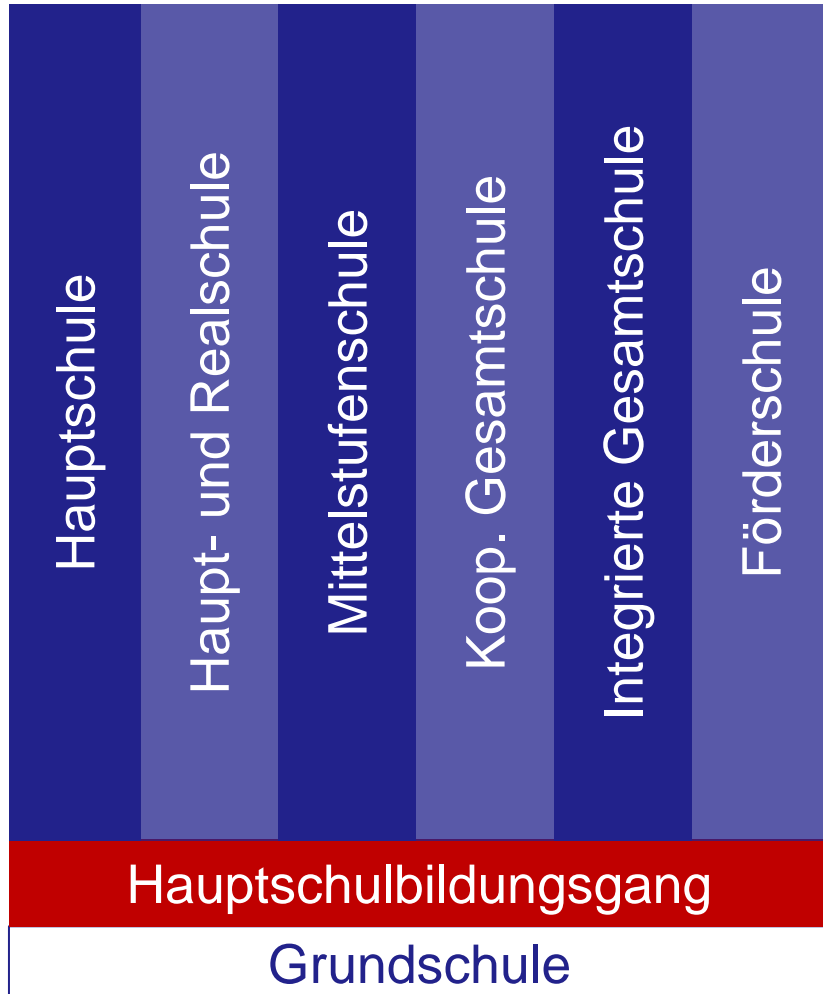 Hauptschule
Haupt- und Realschule
Mittelstufenschule
Koop. Gesamtschule
Integrierte Gesamtschule
Förderschule
Hauptschulbildungsgang
Grundschule